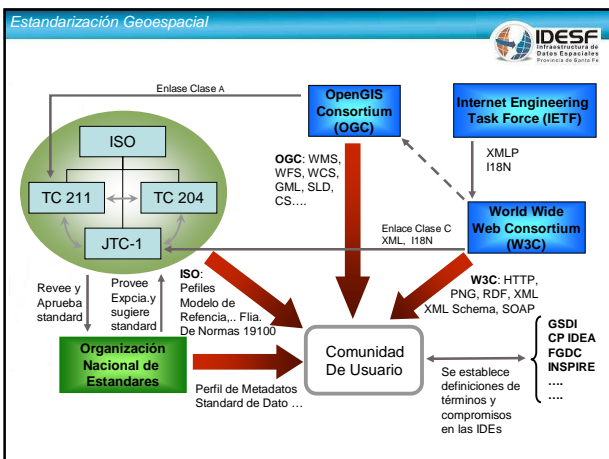 Estandarización Geoespacial
IDESF
Infraestructura de
Datos Espaciales
Provincia de Santa Fe
Enlase Clase A
OpenGIS
Consortium
(OGC)
Internet Engineering
Task Force (IETF)
ISO
TC 211
TC 204
JTC-1
OGC: WMS,
WFS, WCS,
GML, SLD,
CS....
XMLP
I18N
Enlace Clase C
XML, I18N
World Wide
Web Consortium
(W3C)
Revee y
Aprueba
standard
Provee
Expcia.y
sugiere
standard
ISO:
Pefiles
Modelo de
Refencia,.. Flia.
De Normas 19100
W3C: HTTP,
PNG, RDF, XML
XML Schema, SOAP
Organización
Nacional de
Estandares
Perfil de Metadatos
Standard de Dato ...
Comunidad
De Usuario
Se establece
definiciones de
términos y
compromisos
en las IDEs
GSDI
CP IDEA
FGDC
INSPIRE
....
....